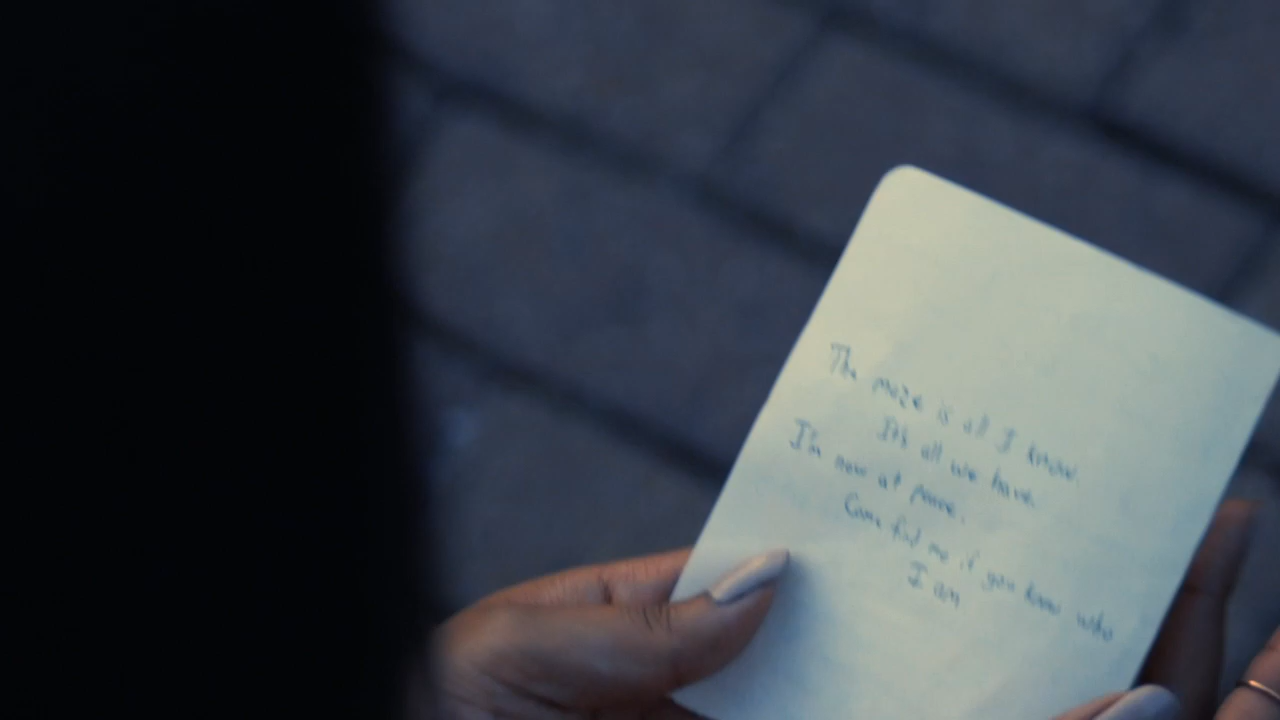 The maze is all I know.
It's all we have.
I'm now at peace.
Come find me if you know who
I am